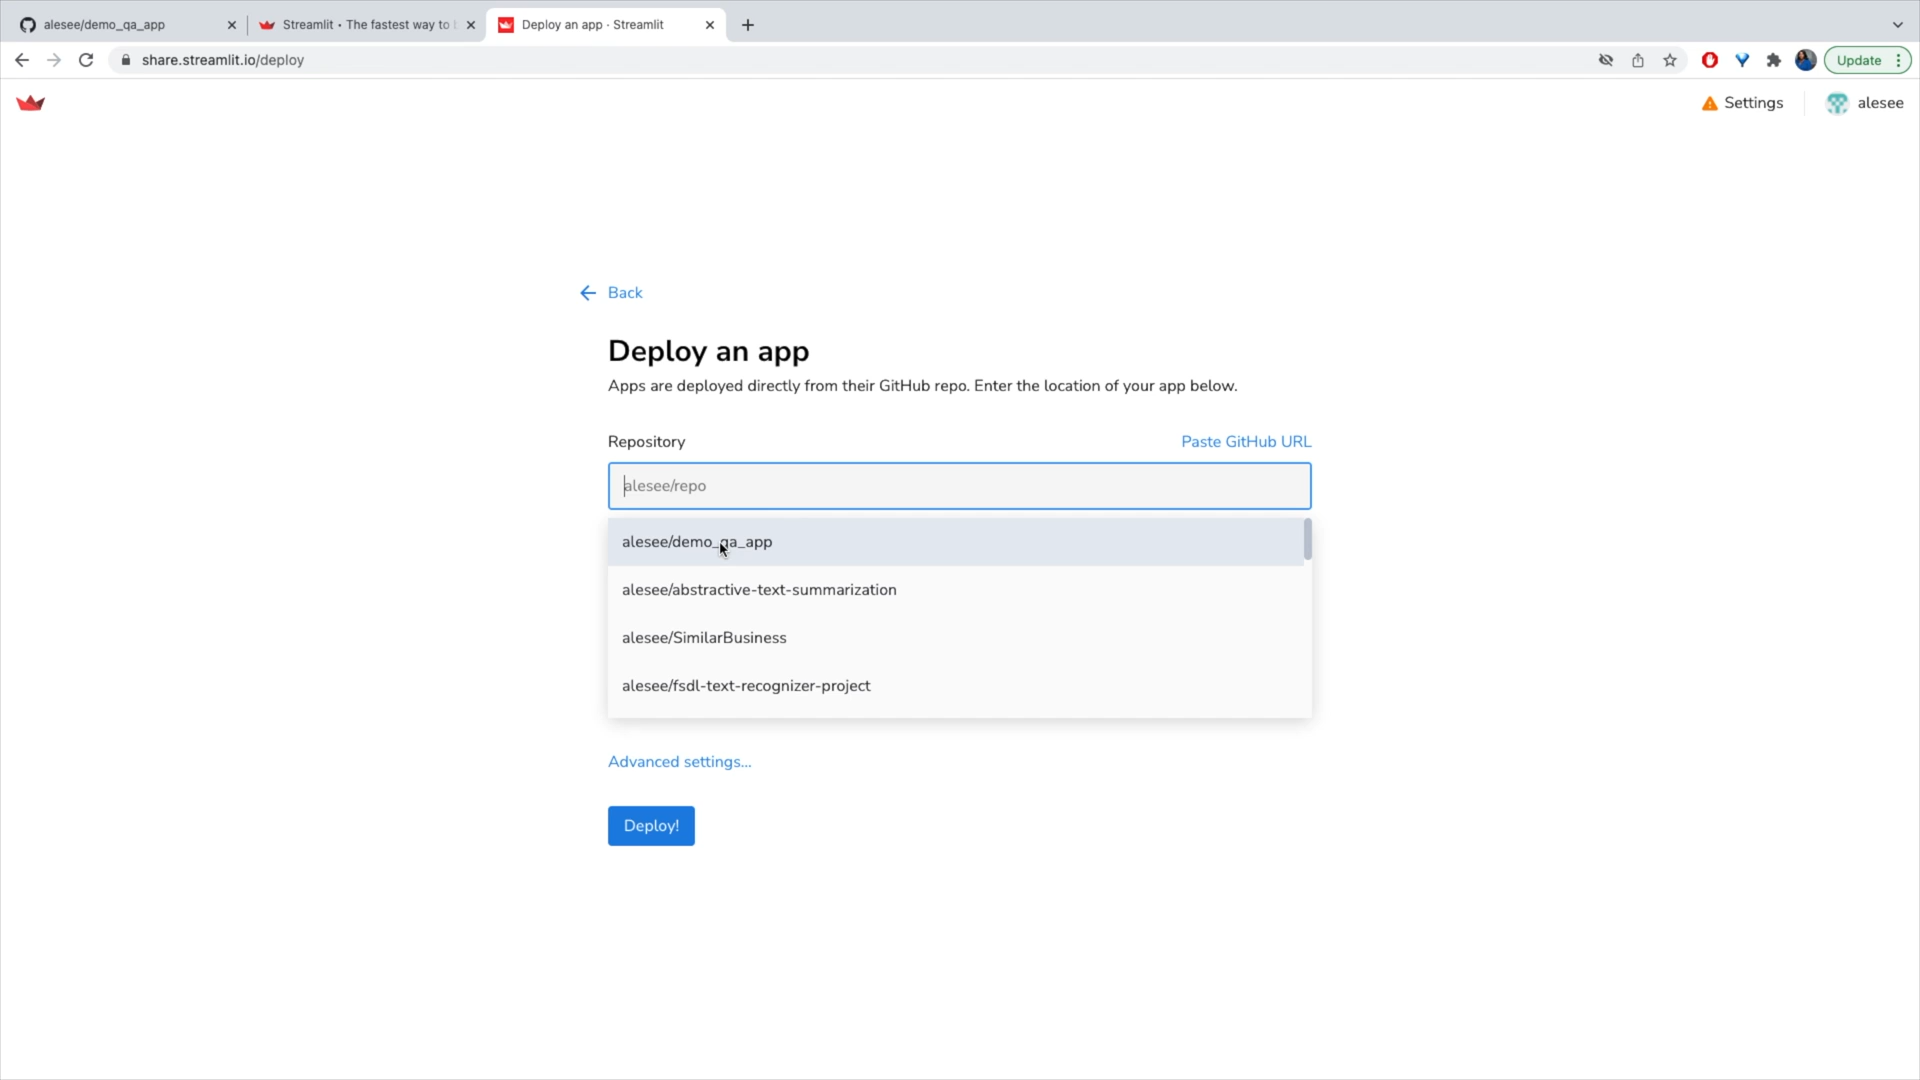 alesee/demo_qa_app
Streamlit • The fastest way to
Deploy an app · Streamlit
share.streamlit.io/deploy
Update
Settings
alesee
Back
Deploy an app
Apps are deployed directly from their GitHub repo. Enter the location of your app below.
Repository
Paste GitHub URL
alesee/repo
alesee/demo_qa_app
alesee/abstractive-text-summarization
alesee/SimilarBusiness
alesee/fsdl-text-recognizer-project
Advanced settings...
Deploy!